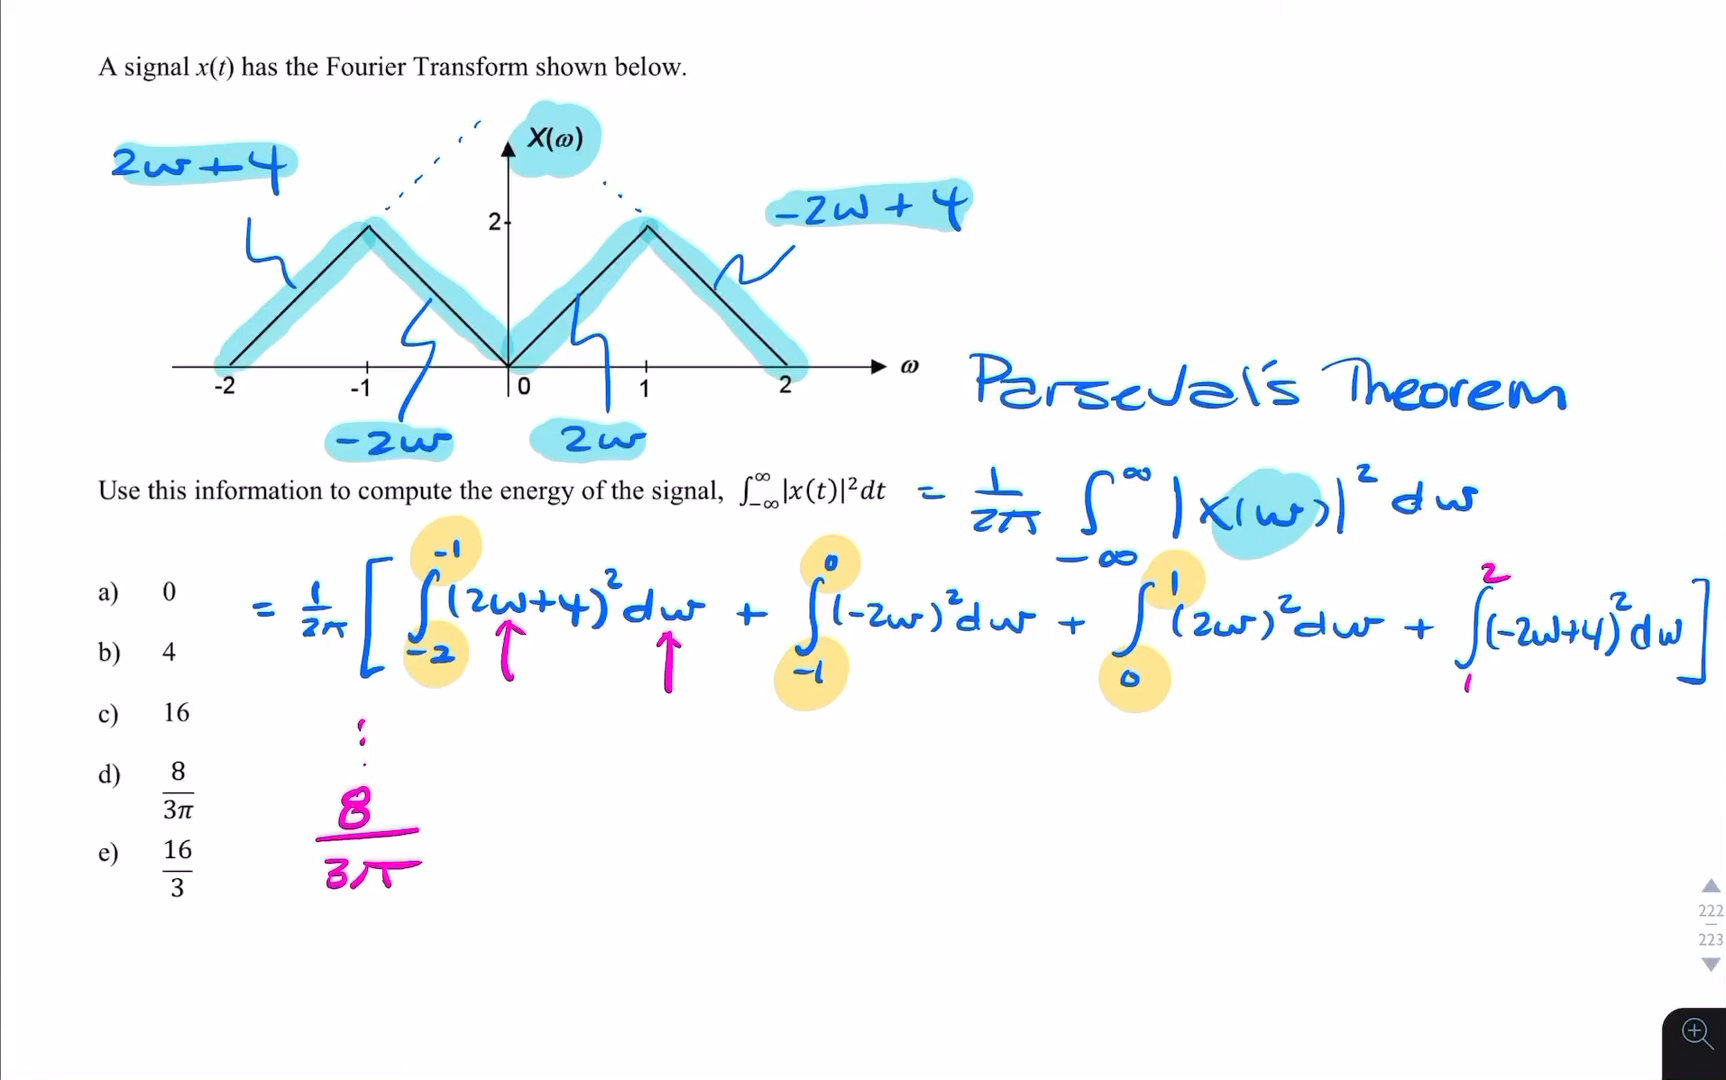 A signal x(t) has the Fourier Transform shown below.
X(ω)
2w+4
-2w + 4
2
-2 -1 0 1 2 ω
-2w 2w
Parseval's Theorem
Use this information to compute the energy of the signal, ∫_{-∞}^{∞}|x(t)|²dt = 1/2π ∫_{-∞}^{∞} |X(w)|² dw
= 1/2π [ ∫_{-2}^{-1} (2w+4)² dw + ∫_{-1}^{0} (-2w)² dw + ∫_{0}^{1} (2w)² dw + ∫_{1}^{2} (-2w+4)² dw ]
a) 0
b) 4
c) 16
d) 8/3π
e) 16/3
⋮
8/3π
222
223